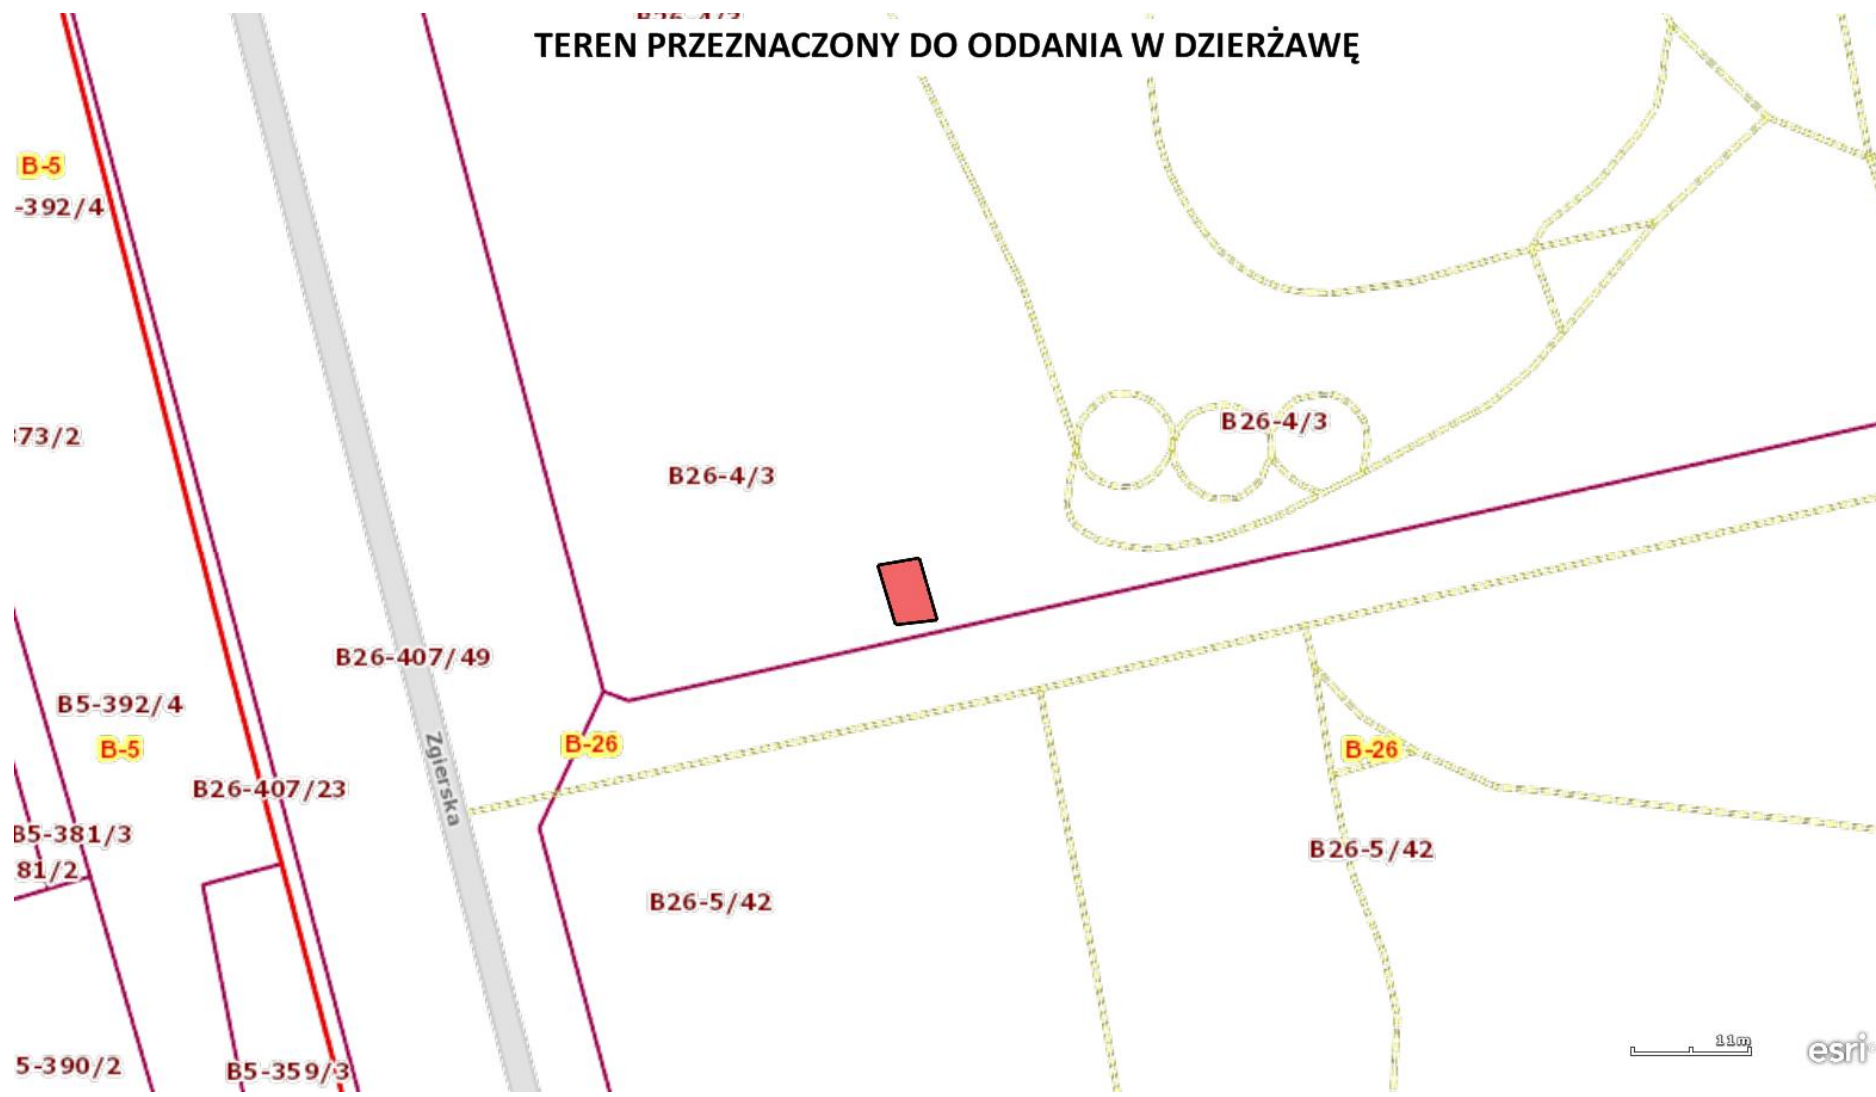 TEREN PRZEZNACZONY DO ODDANIA W DZIERŻAWĘ
B-5
-392/4
73/2
B26-4/3
B26-4/3
B26-407/49
B5-392/4
B-5
B-26
B-26
Zgierska
B26-407/23
B5-381/3
81/2
B26-5/42
B26-5/42
5-390/2
B5-359/3
11m
esri